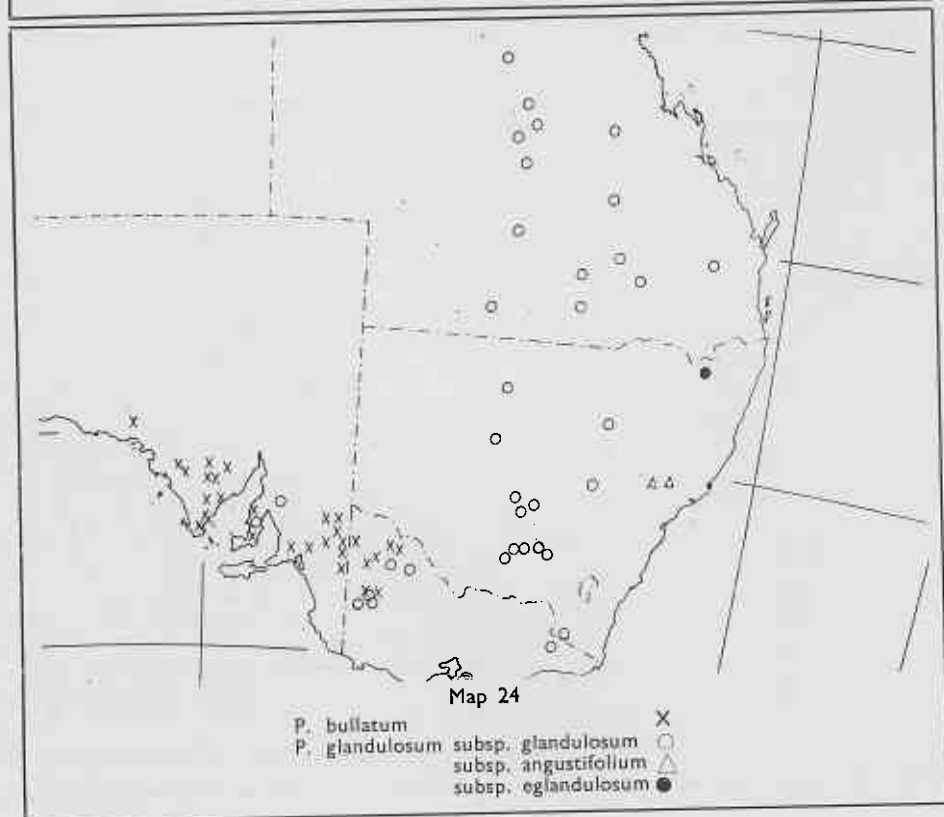 Map 24
P. bullatum X
P. glandulosum subsp. glandulosum ○
subsp. angustifolium △
subsp. eglandulosum ●